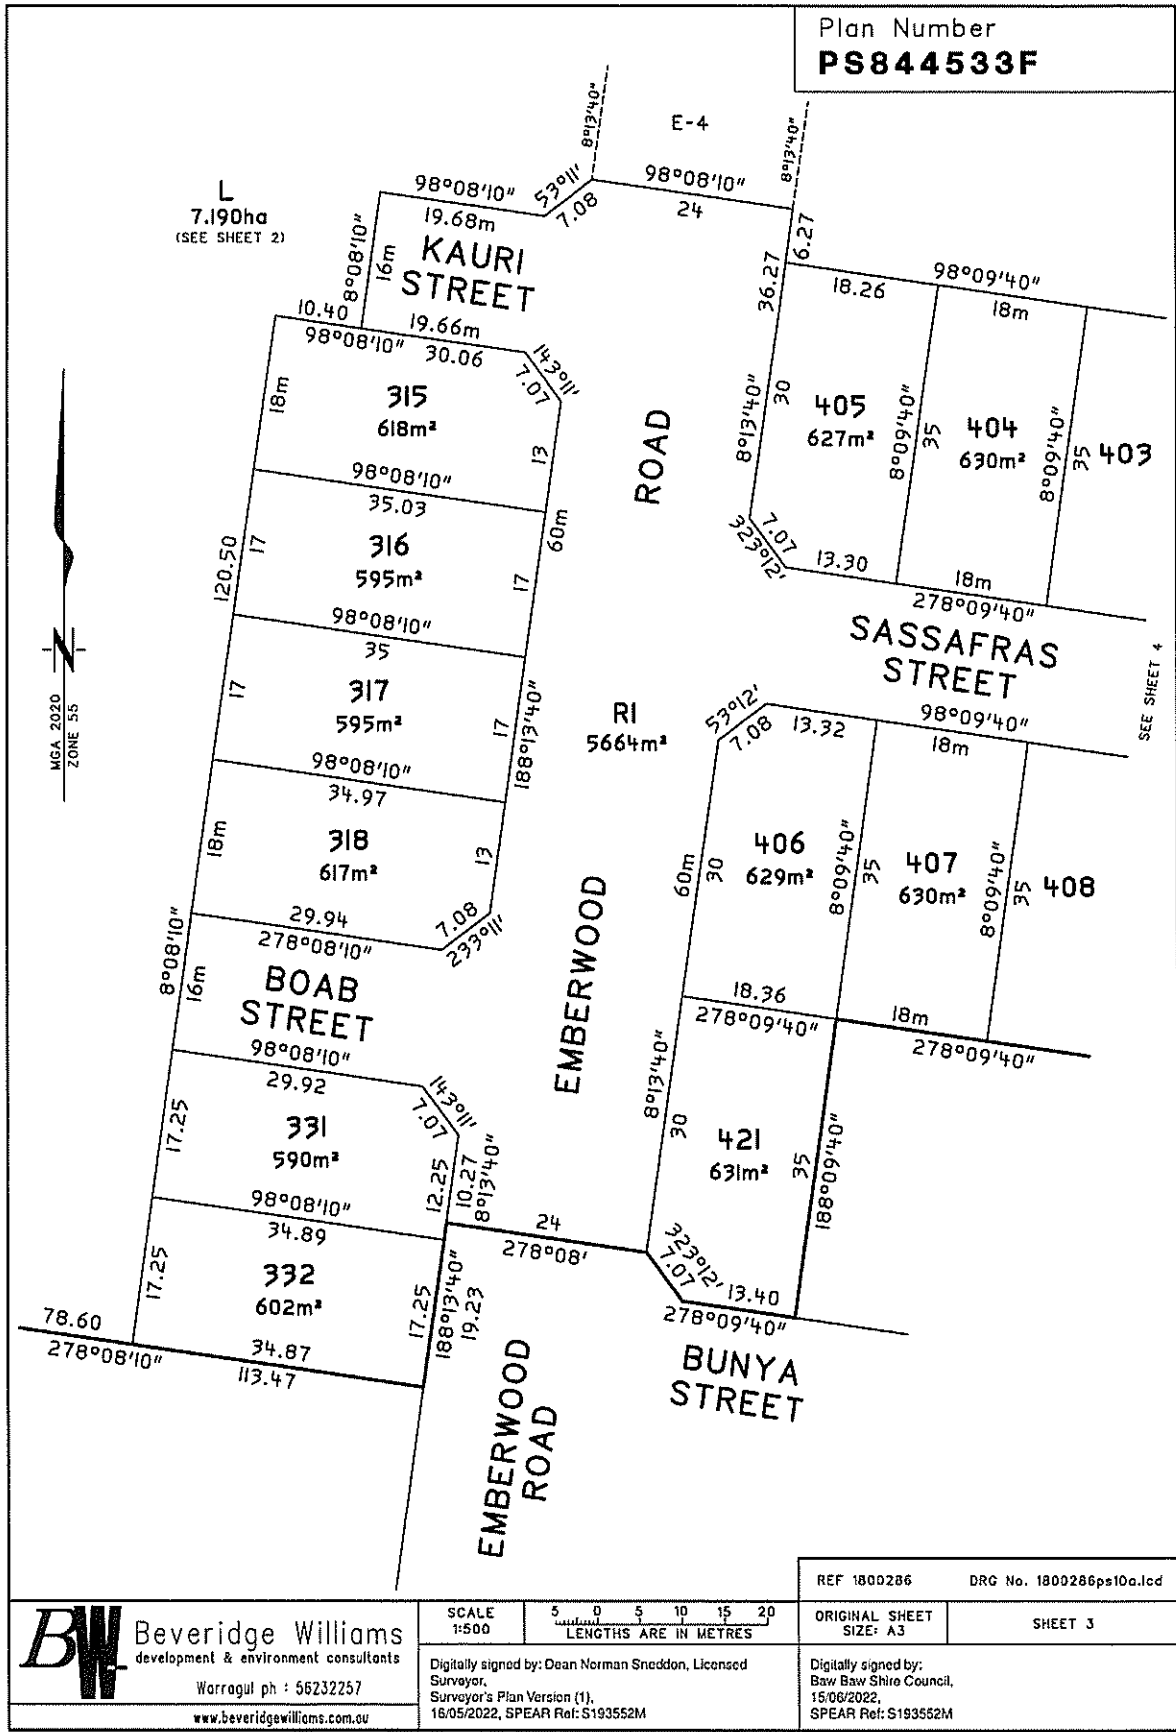 Plan Number
PS844533F
8°13'40"
E-4
8°13'40"
L
7.190ha
(SEE SHEET 2)
98°08'10"
19.68m
53°11'
7.08
98°08'10"
24
6.27
36.27
KAURI
STREET
8°08'10"
16m
98°09'40"
18.26
18m
10.40
19.66m
98°08'10"
30.06
143°11'
7.07
18m
315
618m²
13
8°13'40"
30
405
627m²
8°09'40"
35
404
630m²
8°09'40"
35
403
ROAD
98°08'10"
35.03
60m
120.50
17
316
595m²
17
7.07
323°12'
13.30
18m
278°09'40"
98°08'10"
35
SASSAFRAS
STREET
SEE SHEET 4
N
MGA 2020
ZONE 55
17
317
595m²
17
188°13'40"
R1
5664m²
53°12'
7.08
13.32
98°09'40"
18m
98°08'10"
34.97
18m
318
617m²
13
60m
30
406
629m²
8°09'40"
35
407
630m²
8°09'40"
35
408
29.94
278°08'10"
7.08
233°11'
8°08'10"
16m
BOAB
STREET
EMBERWOOD
18.36
278°09'40"
18m
278°09'40"
98°08'10"
29.92
143°11'
7.07
8°13'40"
30
17.25
331
590m²
12.25
10.27
8°13'40"
421
631m²
35
188°09'40"
98°08'10"
34.89
24
278°08'
17.25
332
602m²
17.25
188°13'40"
19.23
323°12'
7.07
13.40
278°09'40"
78.60
278°08'10"
34.87
113.47
BUNYA
STREET
EMBERWOOD
ROAD
REF 1800286
DRG No. 1800286ps10a.lcd
BW
Beveridge Williams
development & environment consultants
Warragul ph : 56232257
www.beveridgewilliams.com.au
SCALE
1:500
5 0 5 10 15 20
LENGTHS ARE IN METRES
ORIGINAL SHEET
SIZE: A3
SHEET 3
Digitally signed by: Dean Norman Sneddon, Licensed
Surveyor,
Surveyor's Plan Version (1),
16/05/2022, SPEAR Ref: S193552M
Digitally signed by:
Baw Baw Shire Council,
15/06/2022,
SPEAR Ref: S193552M